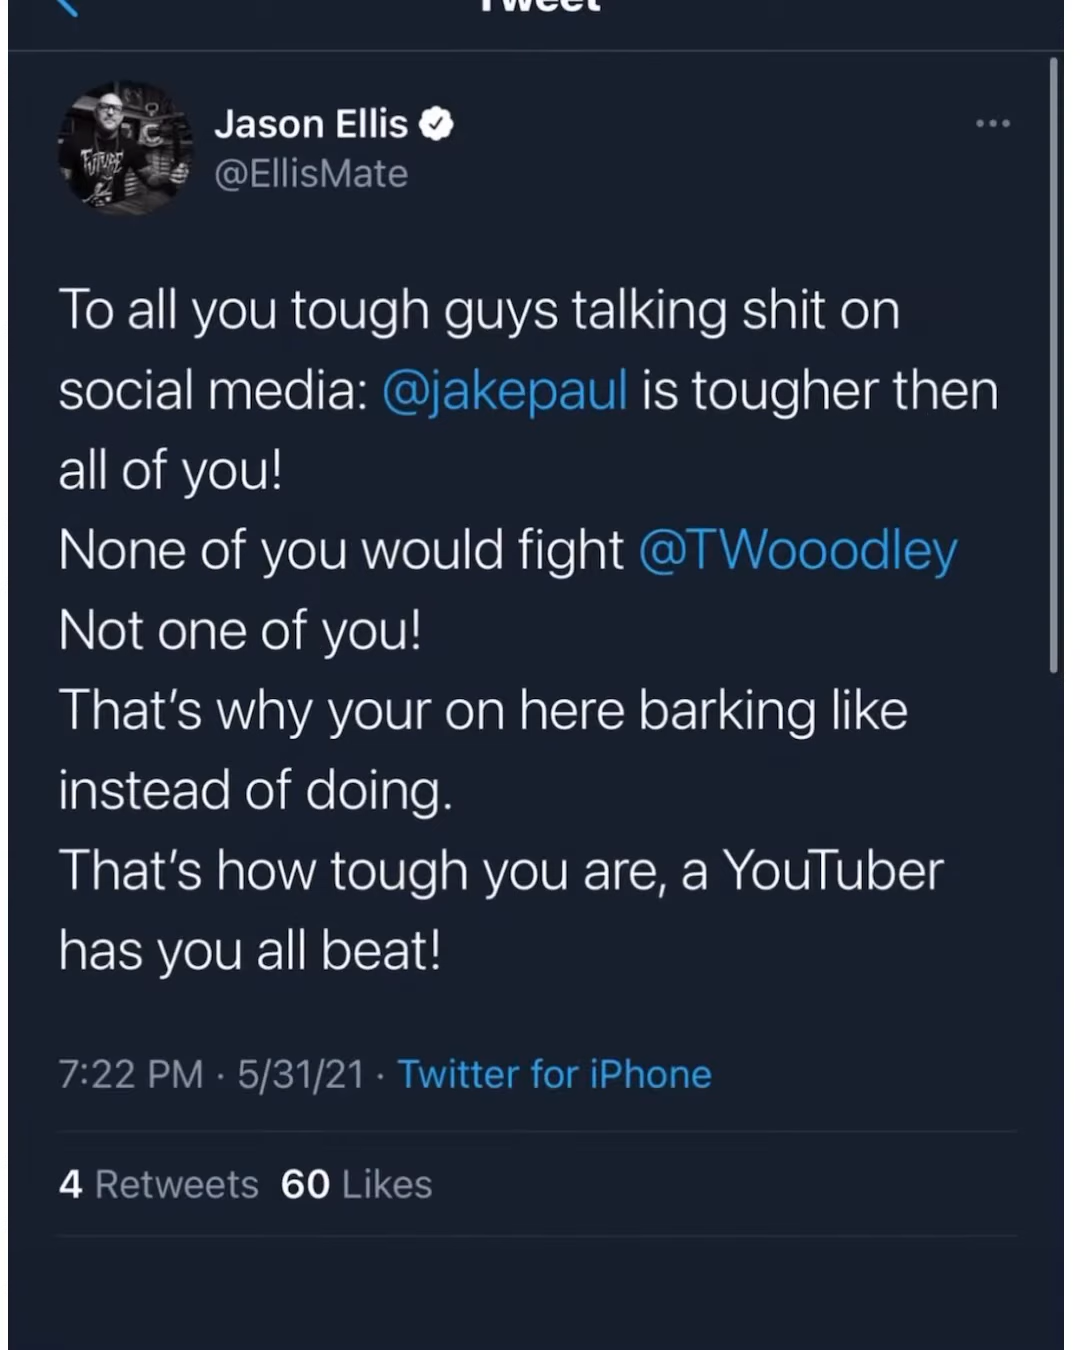 Tweet
Jason Ellis
@EllisMate
To all you tough guys talking shit on
social media: @jakepaul is tougher then
all of you!
None of you would fight @TWooodley
Not one of you!
That's why your on here barking like
instead of doing.
That's how tough you are, a YouTuber
has you all beat!
7:22 PM · 5/31/21 · Twitter for iPhone
4 Retweets 60 Likes